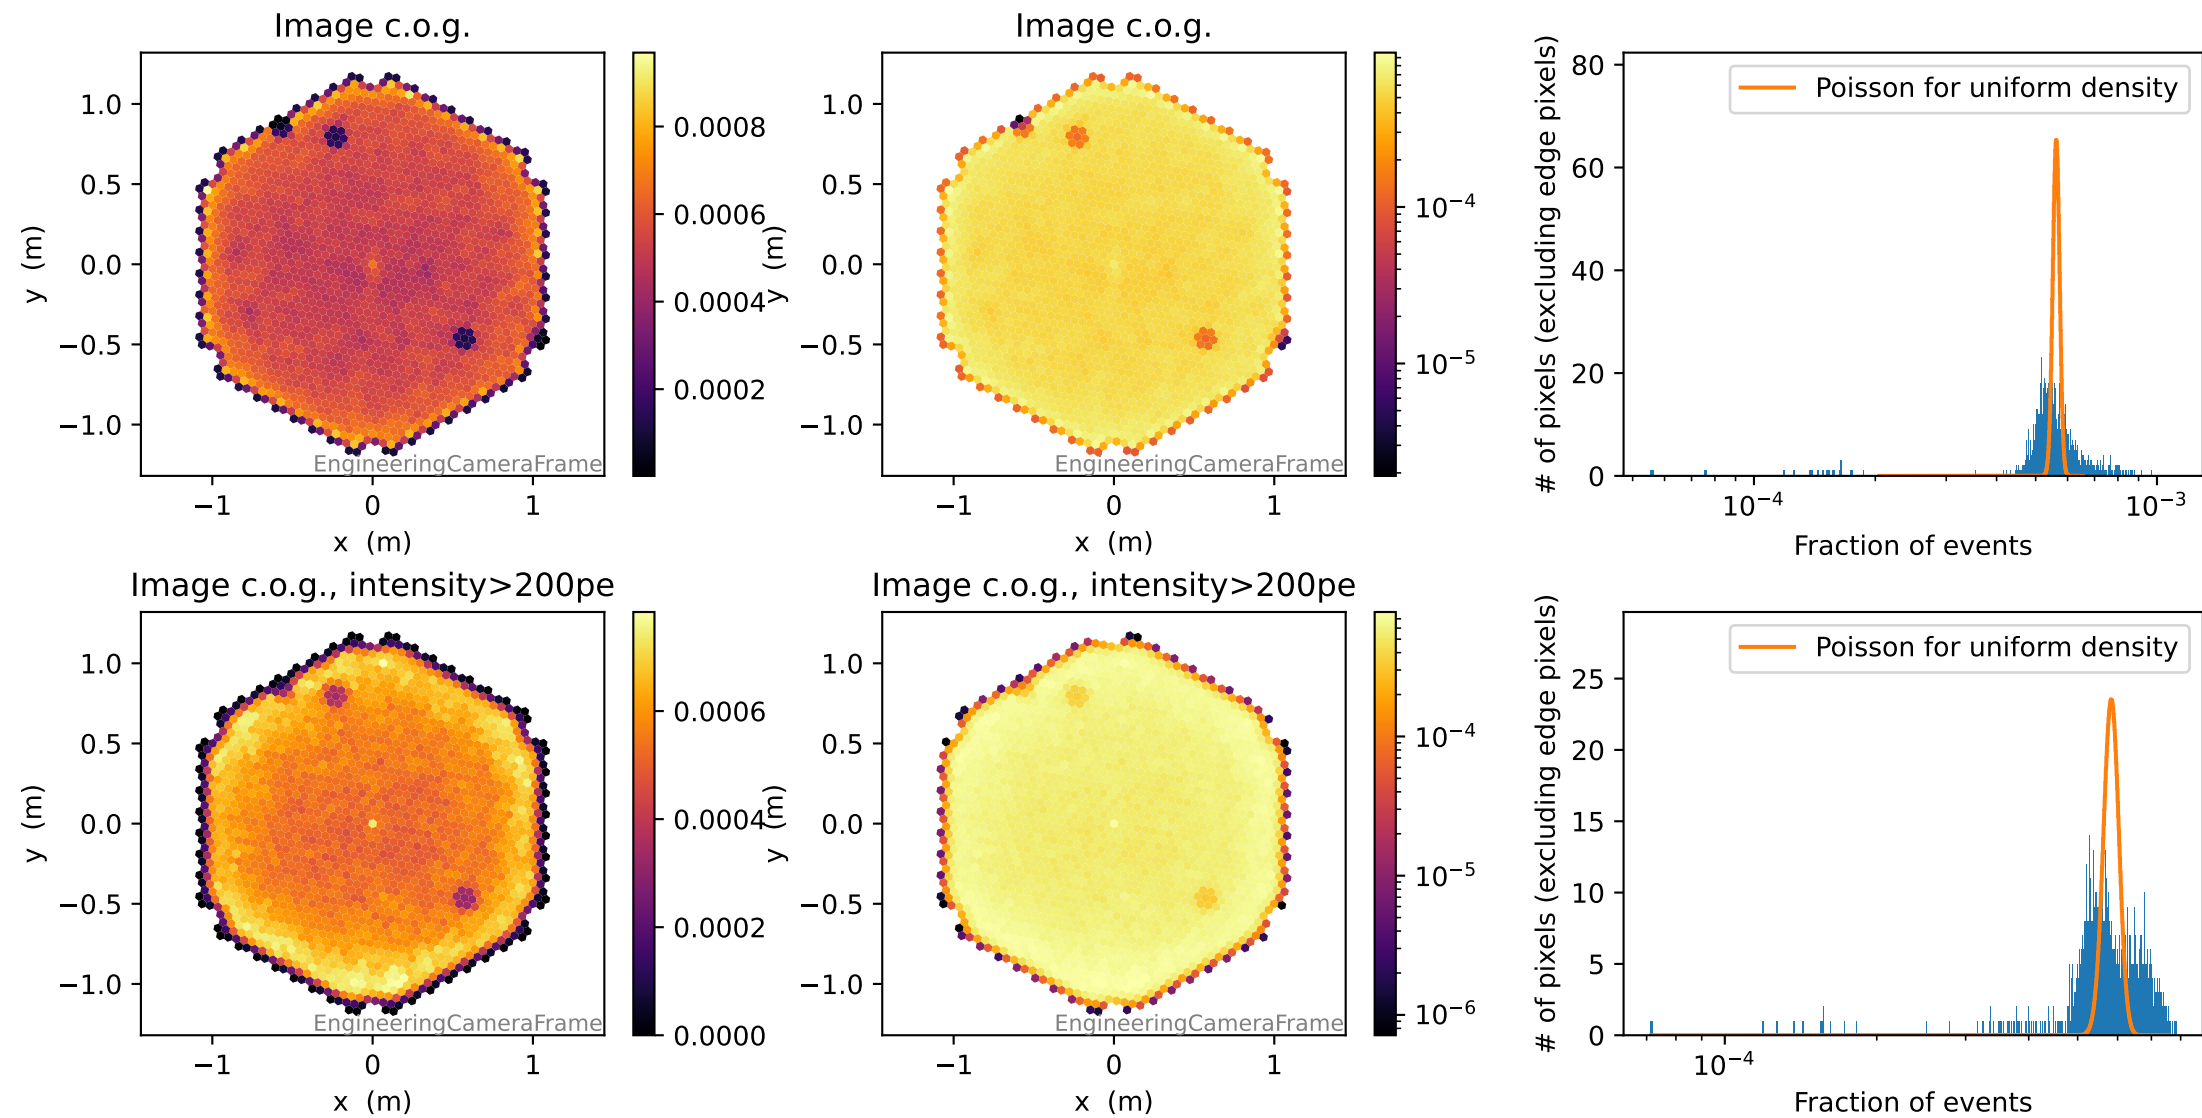 Image c.o.g.
y (m)
1.0
0.5
0.0
−0.5
−1.0
−1 0 1
x (m)
EngineeringCameraFrame
0.0008
0.0006
0.0004
0.0002
Image c.o.g.
y (m)
1.0
0.5
0.0
−0.5
−1.0
−1 0 1
x (m)
EngineeringCameraFrame
10⁻⁴
10⁻⁵
# of pixels (excluding edge pixels)
80
60
40
20
0
Poisson for uniform density
10⁻⁴ 10⁻³
Fraction of events
Image c.o.g., intensity>200pe
y (m)
1.0
0.5
0.0
−0.5
−1.0
−1 0 1
x (m)
EngineeringCameraFrame
0.0006
0.0004
0.0002
0.0000
Image c.o.g., intensity>200pe
y (m)
1.0
0.5
0.0
−0.5
−1.0
−1 0 1
x (m)
EngineeringCameraFrame
10⁻⁴
10⁻⁵
10⁻⁶
# of pixels (excluding edge pixels)
25
20
15
10
5
0
Poisson for uniform density
10⁻⁴
Fraction of events